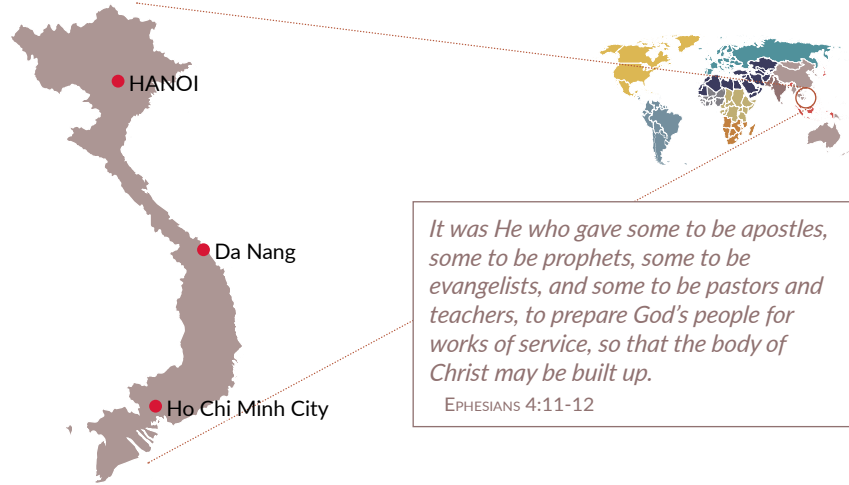 HANOI
Da Nang
Ho Chi Minh City
It was He who gave some to be apostles,
some to be prophets, some to be
evangelists, and some to be pastors and
teachers, to prepare God’s people for
works of service, so that the body of
Christ may be built up.
Ephesians 4:11-12